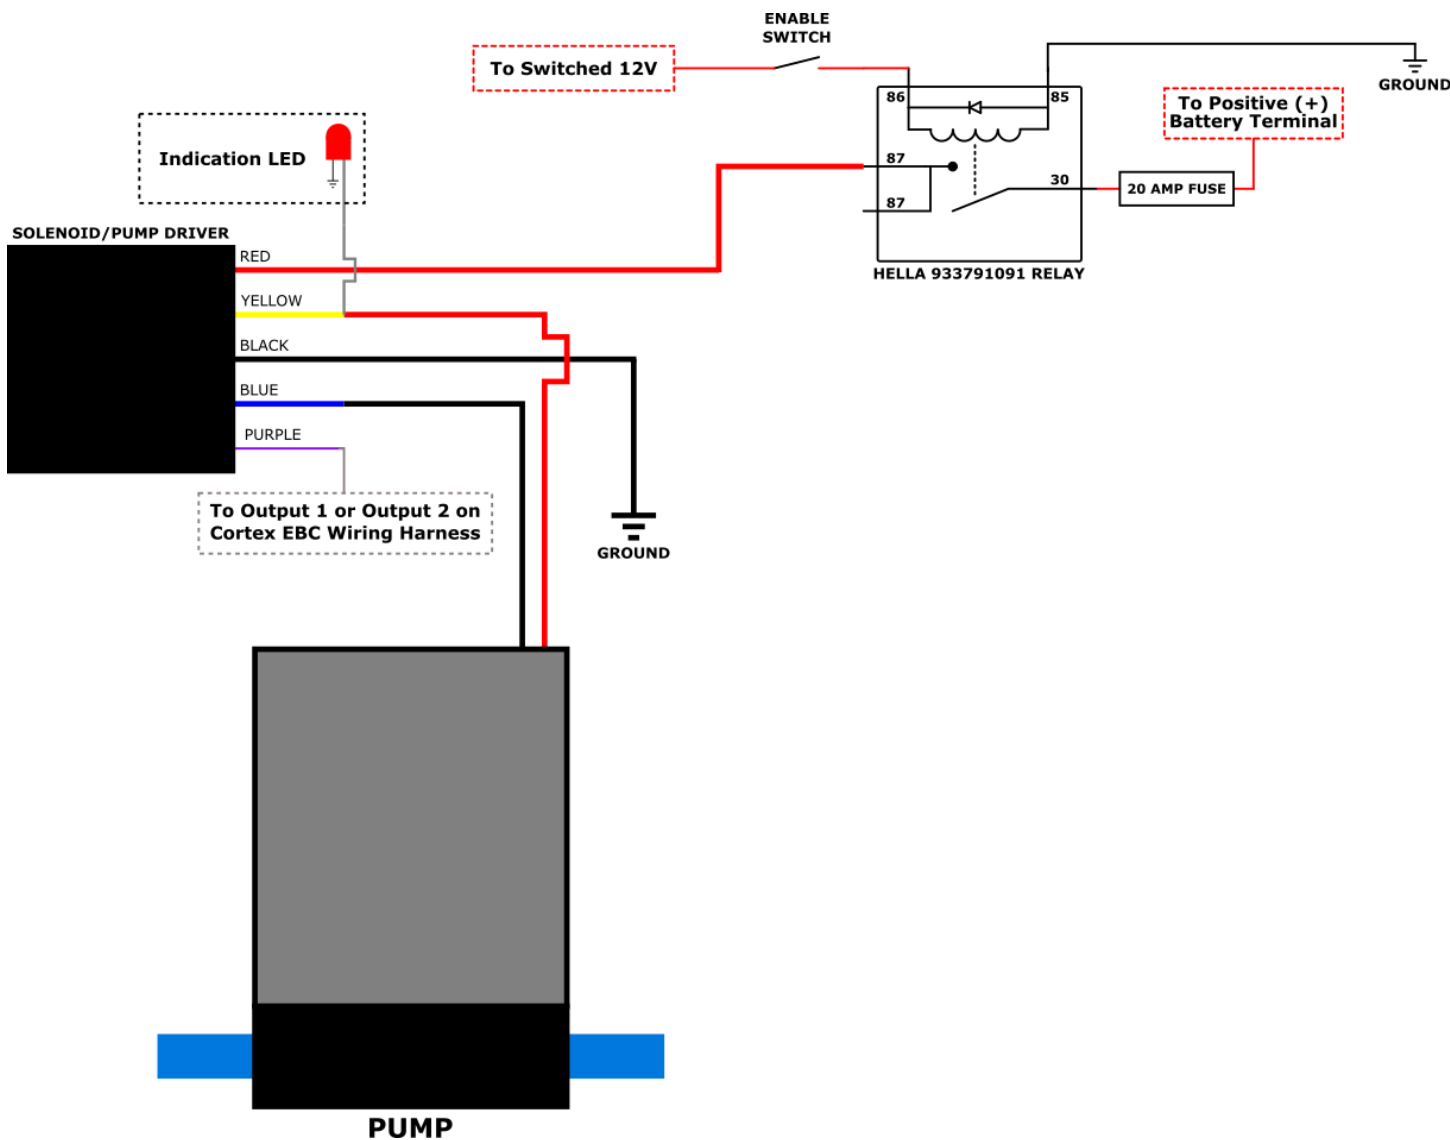 ENABLE
SWITCH
To Switched 12V
GROUND
86
85
To Positive (+)
Battery Terminal
Indication LED
87
30
20 AMP FUSE
87
SOLENOID/PUMP DRIVER
RED
HELLA 933791091 RELAY
YELLOW
BLACK
BLUE
PURPLE
To Output 1 or Output 2 on
Cortex EBC Wiring Harness
GROUND
PUMP